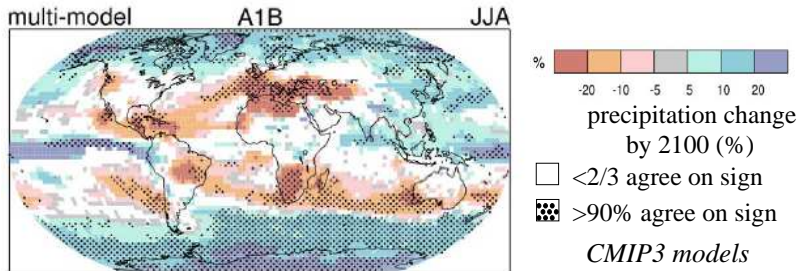 multi-model A1B JJA
%
-20 -10 -5 5 10 20
precipitation change
by 2100 (%)
<2/3 agree on sign
>90% agree on sign
CMIP3 models